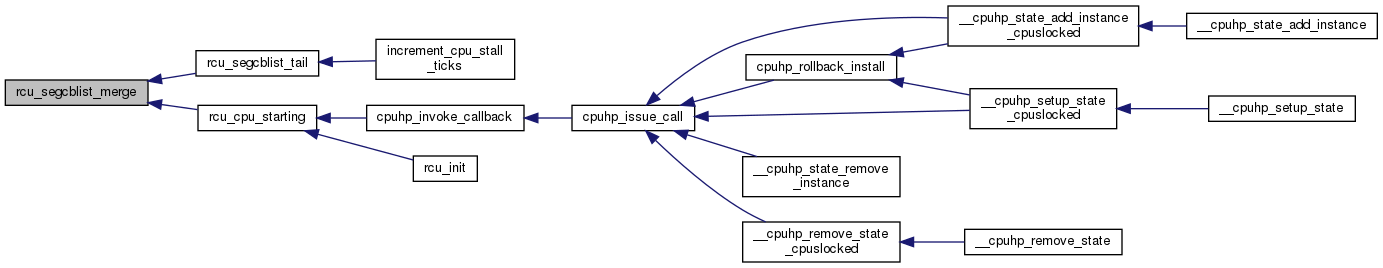 rcu_segcblist_merge
rcu_segcblist_tail
increment_cpu_stall
_ticks
rcu_cpu_starting
cpuhp_invoke_callback
rcu_init
cpuhp_issue_call
__cpuhp_state_add_instance
_cpuslocked
__cpuhp_state_add_instance
cpuhp_rollback_install
__cpuhp_setup_state
_cpuslocked
__cpuhp_setup_state
__cpuhp_state_remove
_instance
__cpuhp_remove_state
_cpuslocked
__cpuhp_remove_state